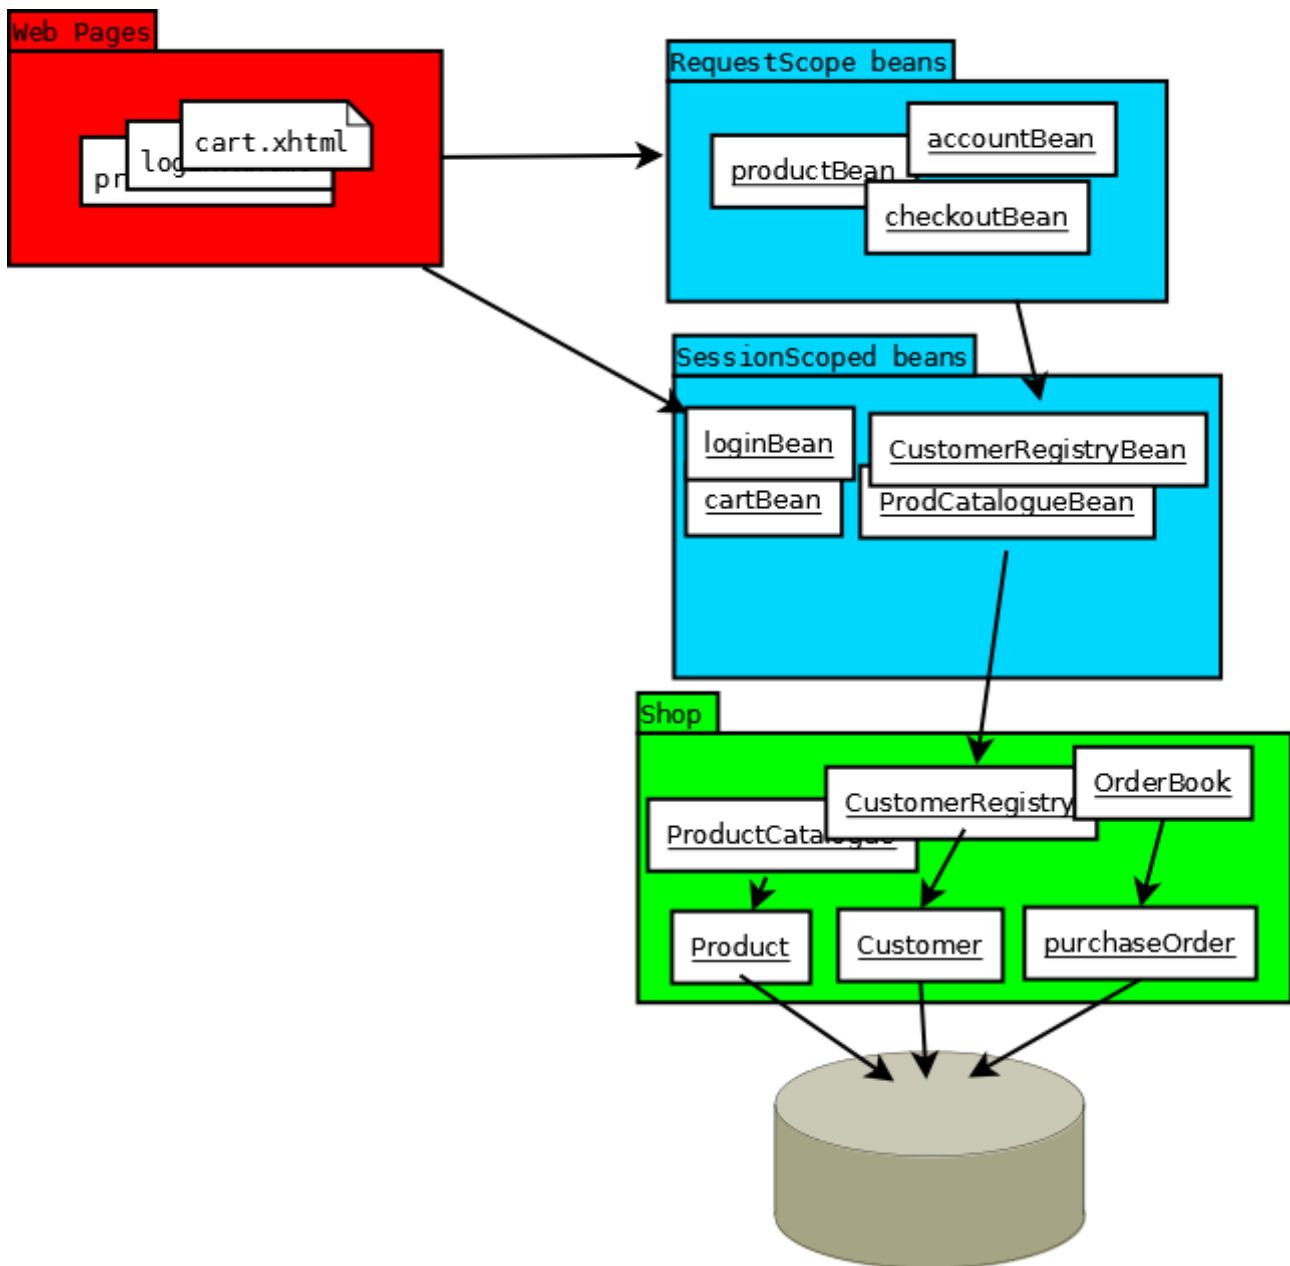 Web Pages
cart.xhtml
RequestScope beans
accountBean
productBean
checkoutBean
SessionScoped beans
loginBean
CustomerRegistryBean
cartBean
ProdCatalogueBean
Shop
OrderBook
CustomerRegistry
ProductCatalogue
Product
Customer
purchaseOrder